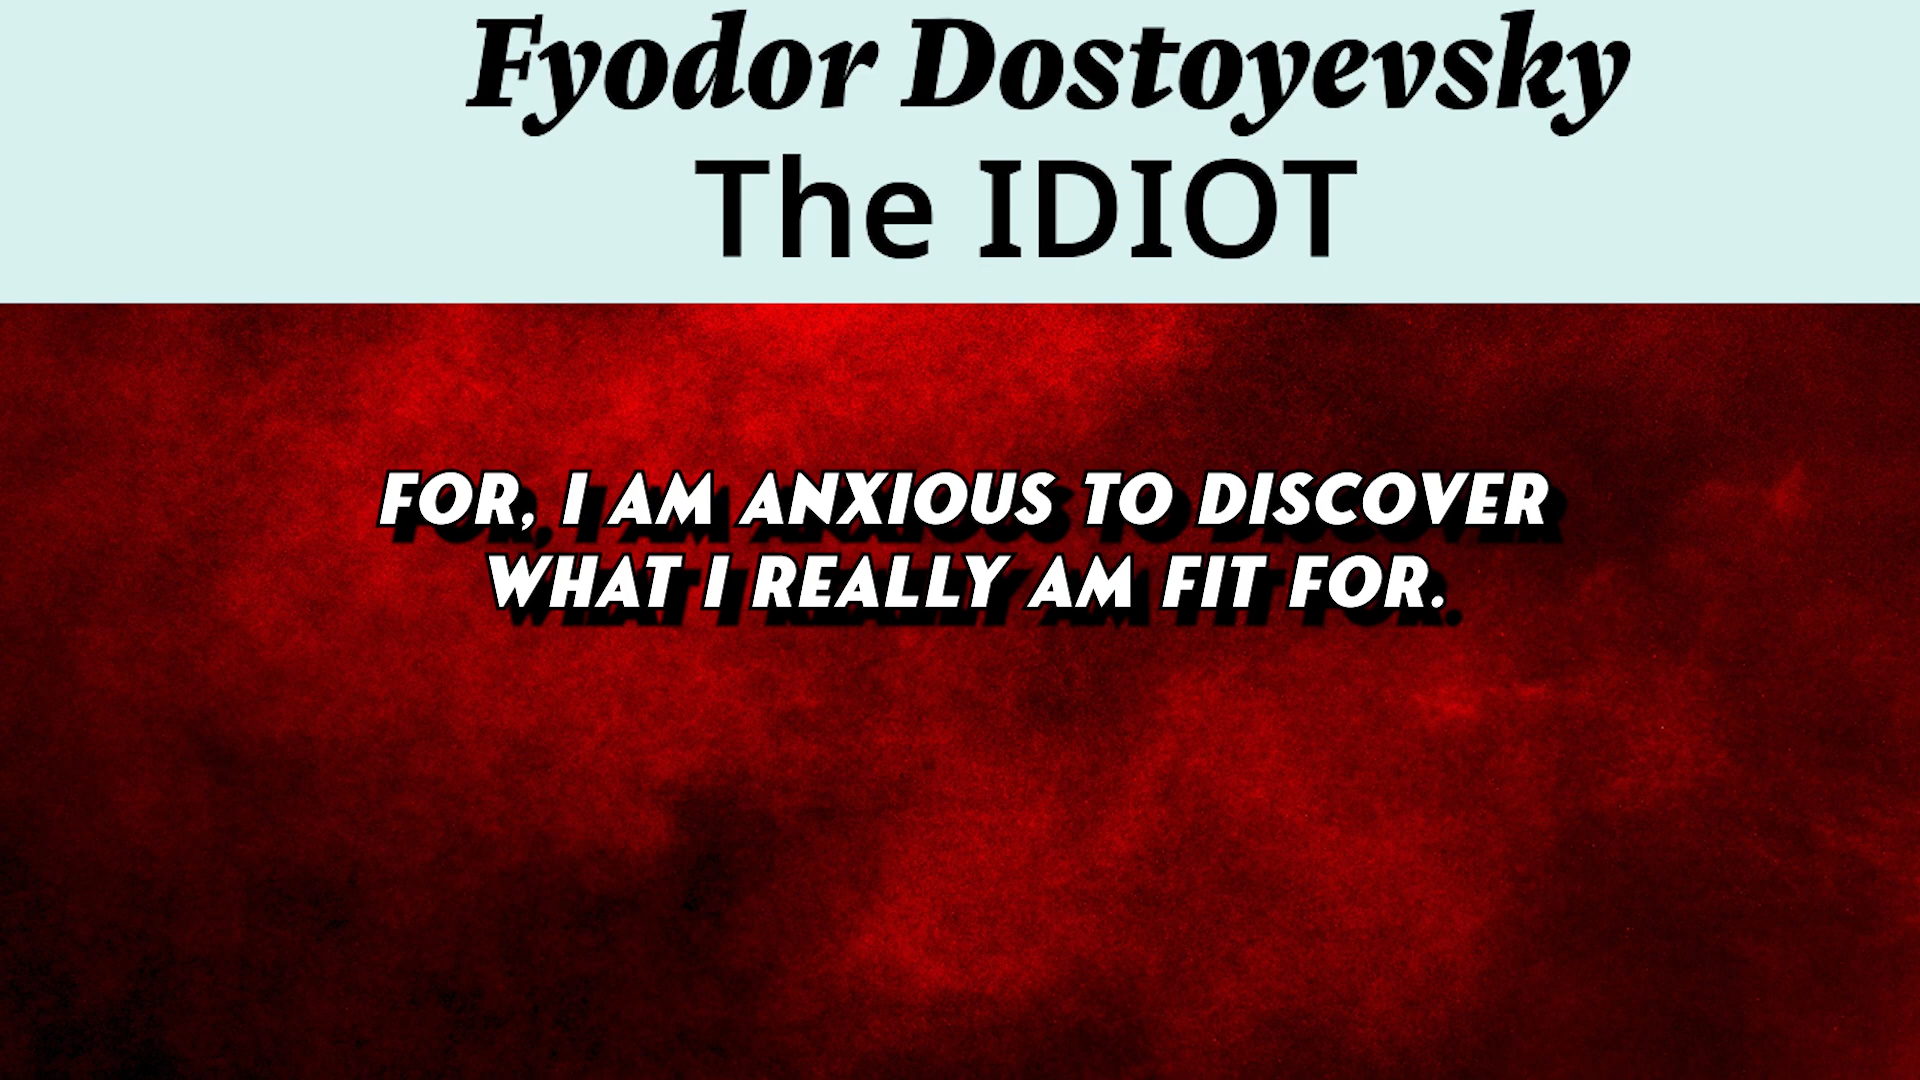 Fyodor Dostoyevsky
The IDIOT
FOR, I AM ANXIOUS TO DISCOVER
WHAT I REALLY AM FIT FOR.